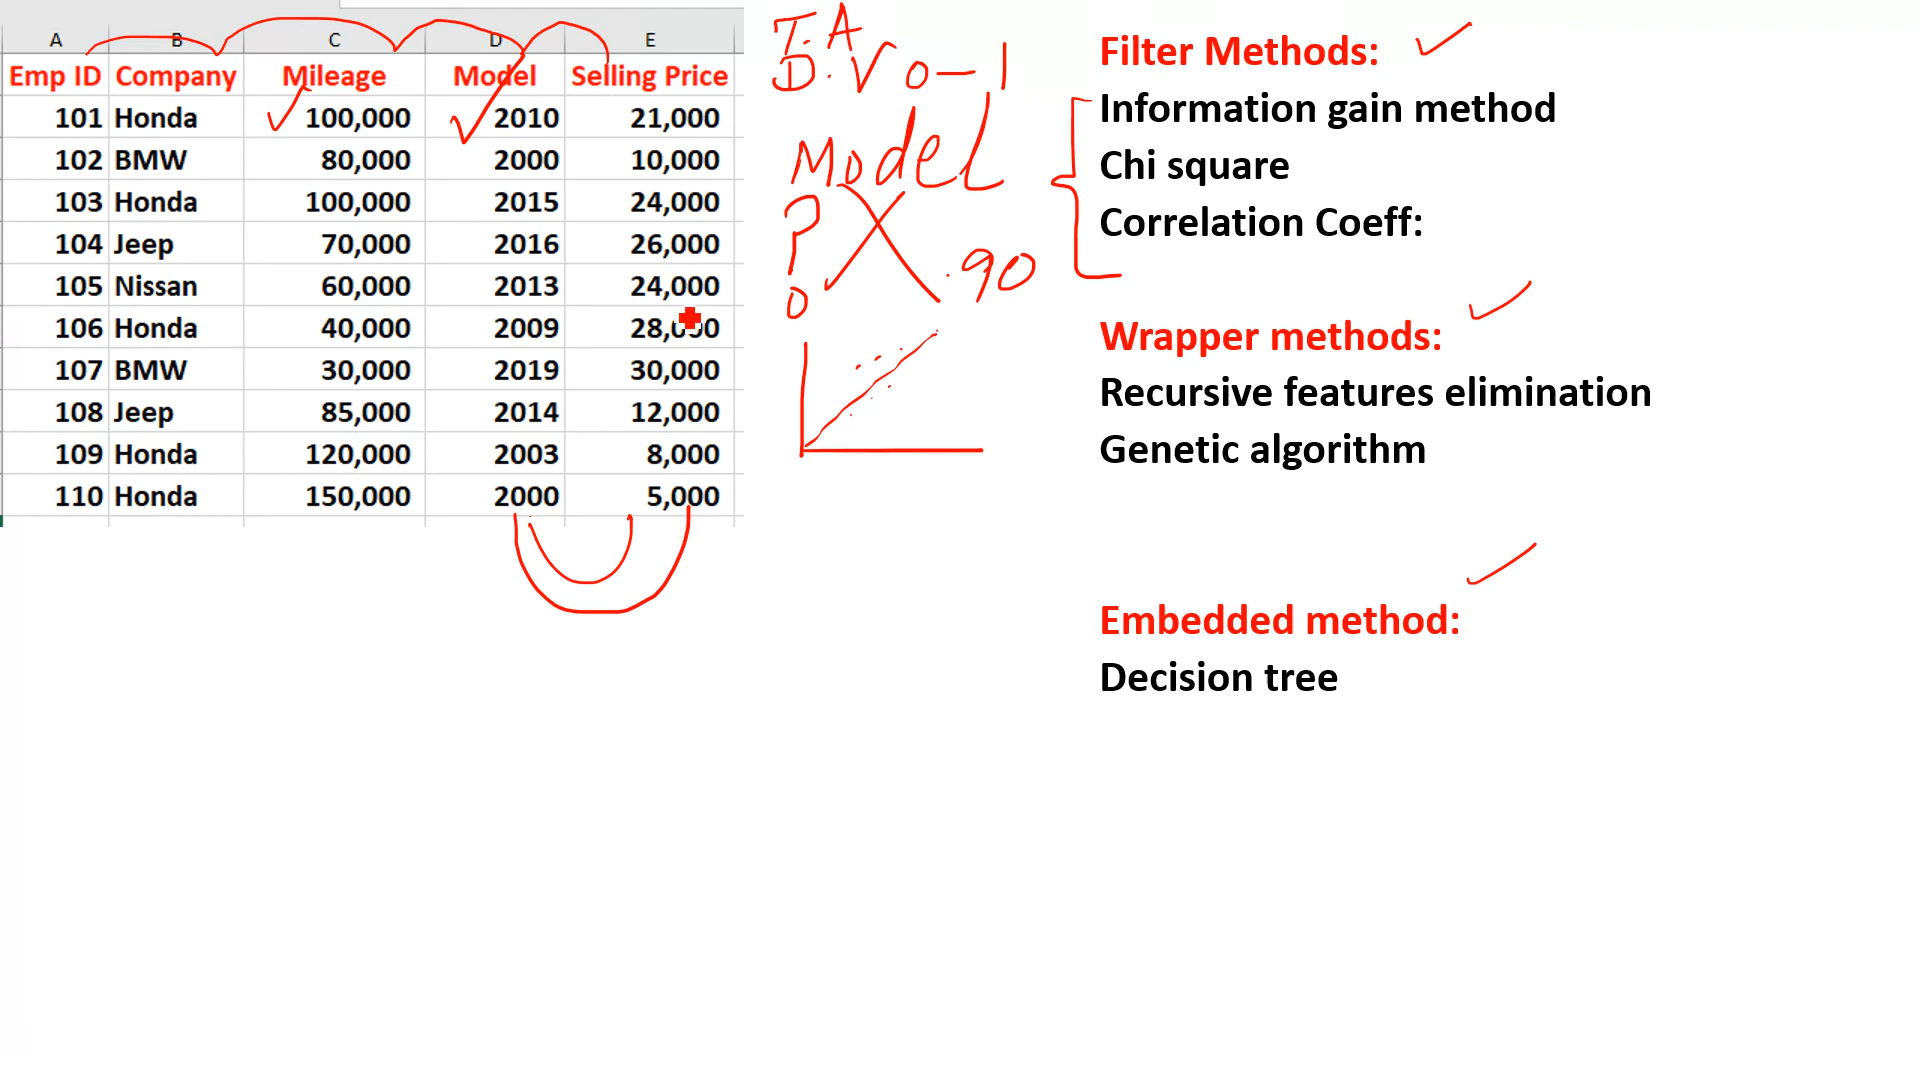 A B C D E
Emp ID Company Mileage Model Selling Price
101 Honda 100,000 2010 21,000
102 BMW 80,000 2000 10,000
103 Honda 100,000 2015 24,000
104 Jeep 70,000 2016 26,000
105 Nissan 60,000 2013 24,000
106 Honda 40,000 2009 28,000
107 BMW 30,000 2019 30,000
108 Jeep 85,000 2014 12,000
109 Honda 120,000 2003 8,000
110 Honda 150,000 2000 5,000
T. A
D. V 0-1
Model
P
0
.90
Filter Methods:
Information gain method
Chi square
Correlation Coeff:
Wrapper methods:
Recursive features elimination
Genetic algorithm
Embedded method:
Decision tree